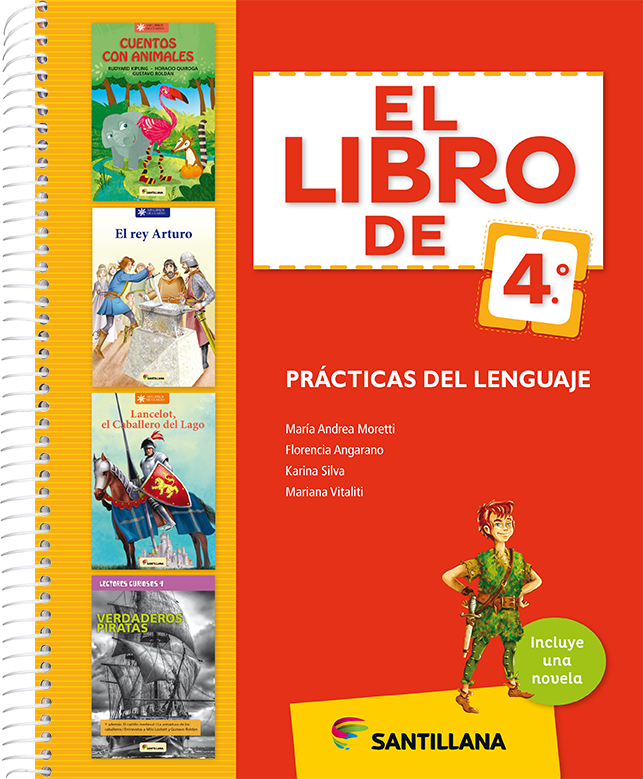 CUENTOS
CON ANIMALES
RUDYARD KIPLING - HORACIO QUIROGA
GUSTAVO ROLDÁN
SANTILLANA
El rey Arturo
SANTILLANA
Lancelot,
el Caballero del Lago
SANTILLANA
LECTORES CURIOSOS 4
VERDADEROS
PIRATAS
SANTILLANA
EL
LIBRO
DE
4.º
PRÁCTICAS DEL LENGUAJE
María Andrea Moretti
Florencia Angarano
Karina Silva
Mariana Vitaliti
Incluye
una
novela
SANTILLANA